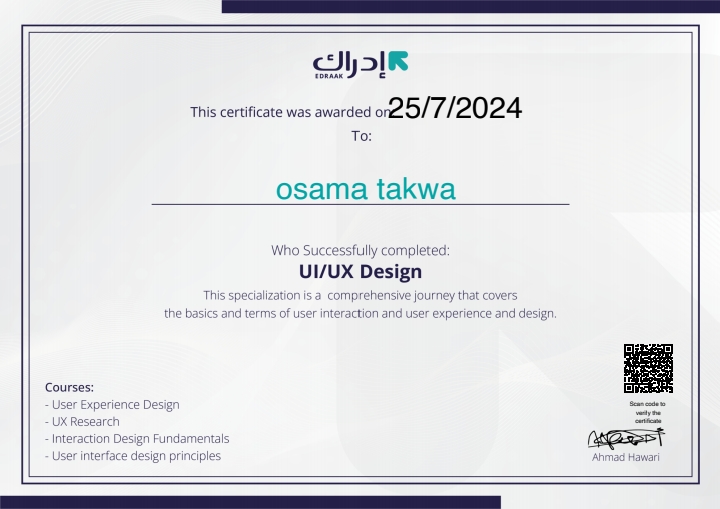 إدراك
EDRAAK
This certificate was awarded on 25/7/2024
To:
osama takwa
Who Successfully completed:
UI/UX Design
This specialization is a comprehensive journey that covers
the basics and terms of user interaction and user experience and design.
Courses:
- User Experience Design
- UX Research
- Interaction Design Fundamentals
- User interface design principles
Scan code to
verify the
certificate
Ahmad Hawari